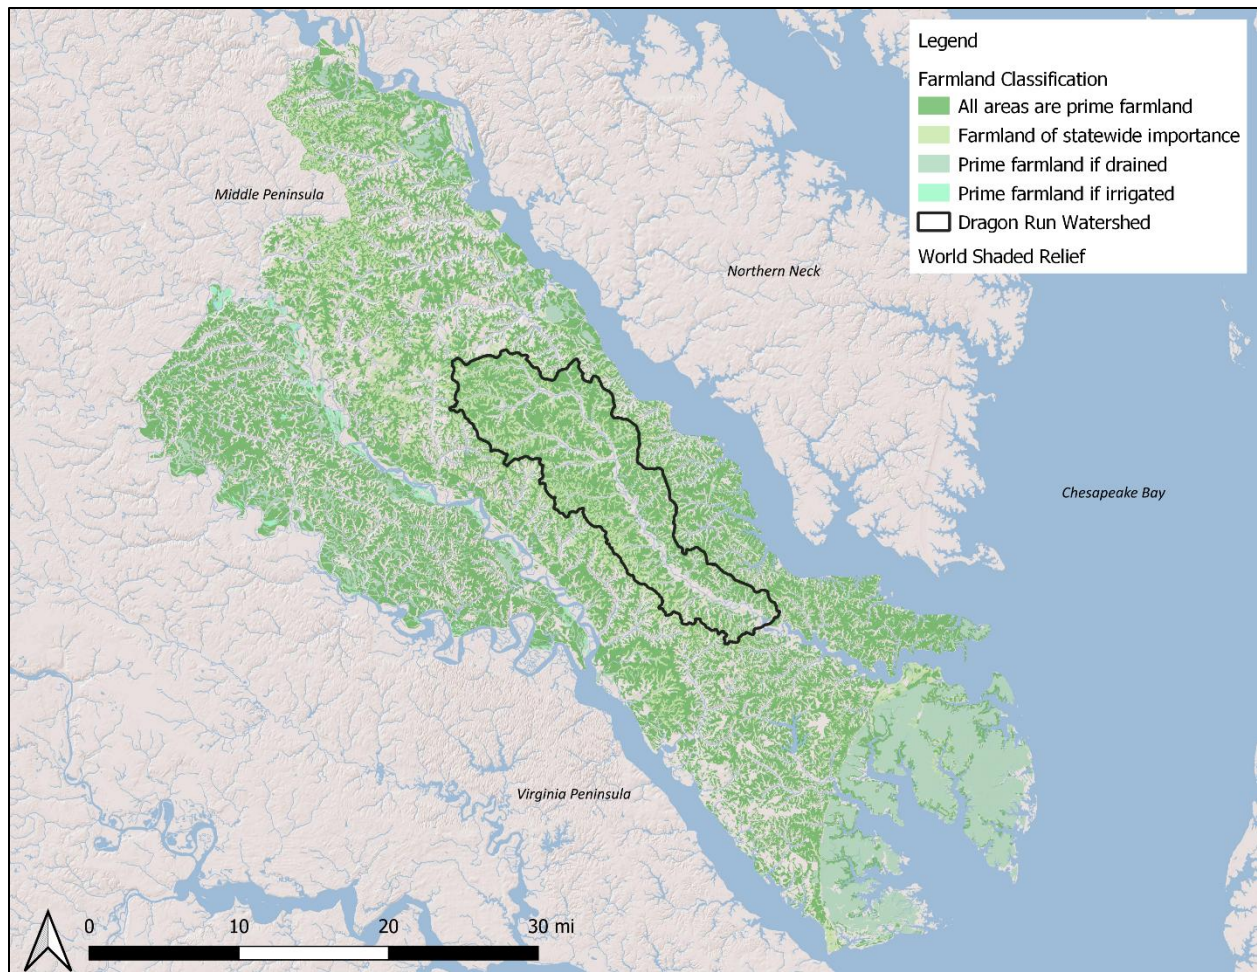 Legend
Farmland Classification
All areas are prime farmland
Farmland of statewide importance
Prime farmland if drained
Prime farmland if irrigated
Dragon Run Watershed
World Shaded Relief
Middle Peninsula
Northern Neck
Chesapeake Bay
Virginia Peninsula
0 10 20 30 mi